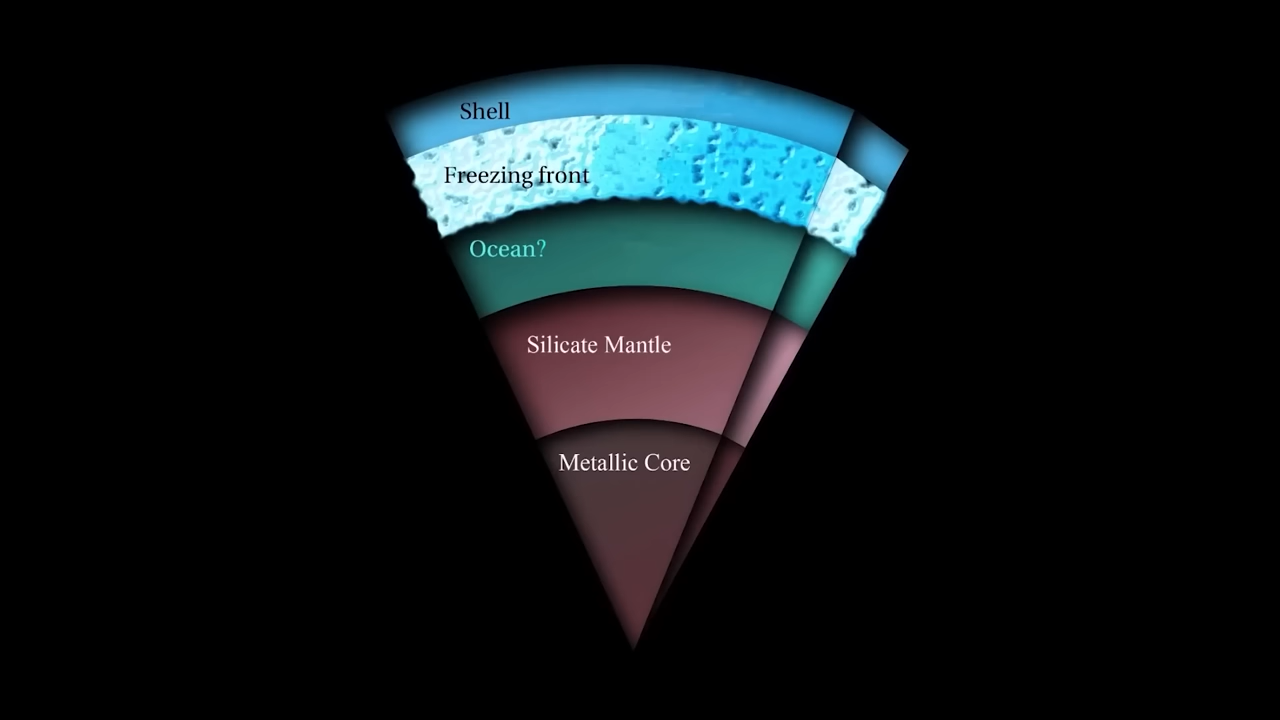 Shell
Freezing front
Ocean?
Silicate Mantle
Metallic Core